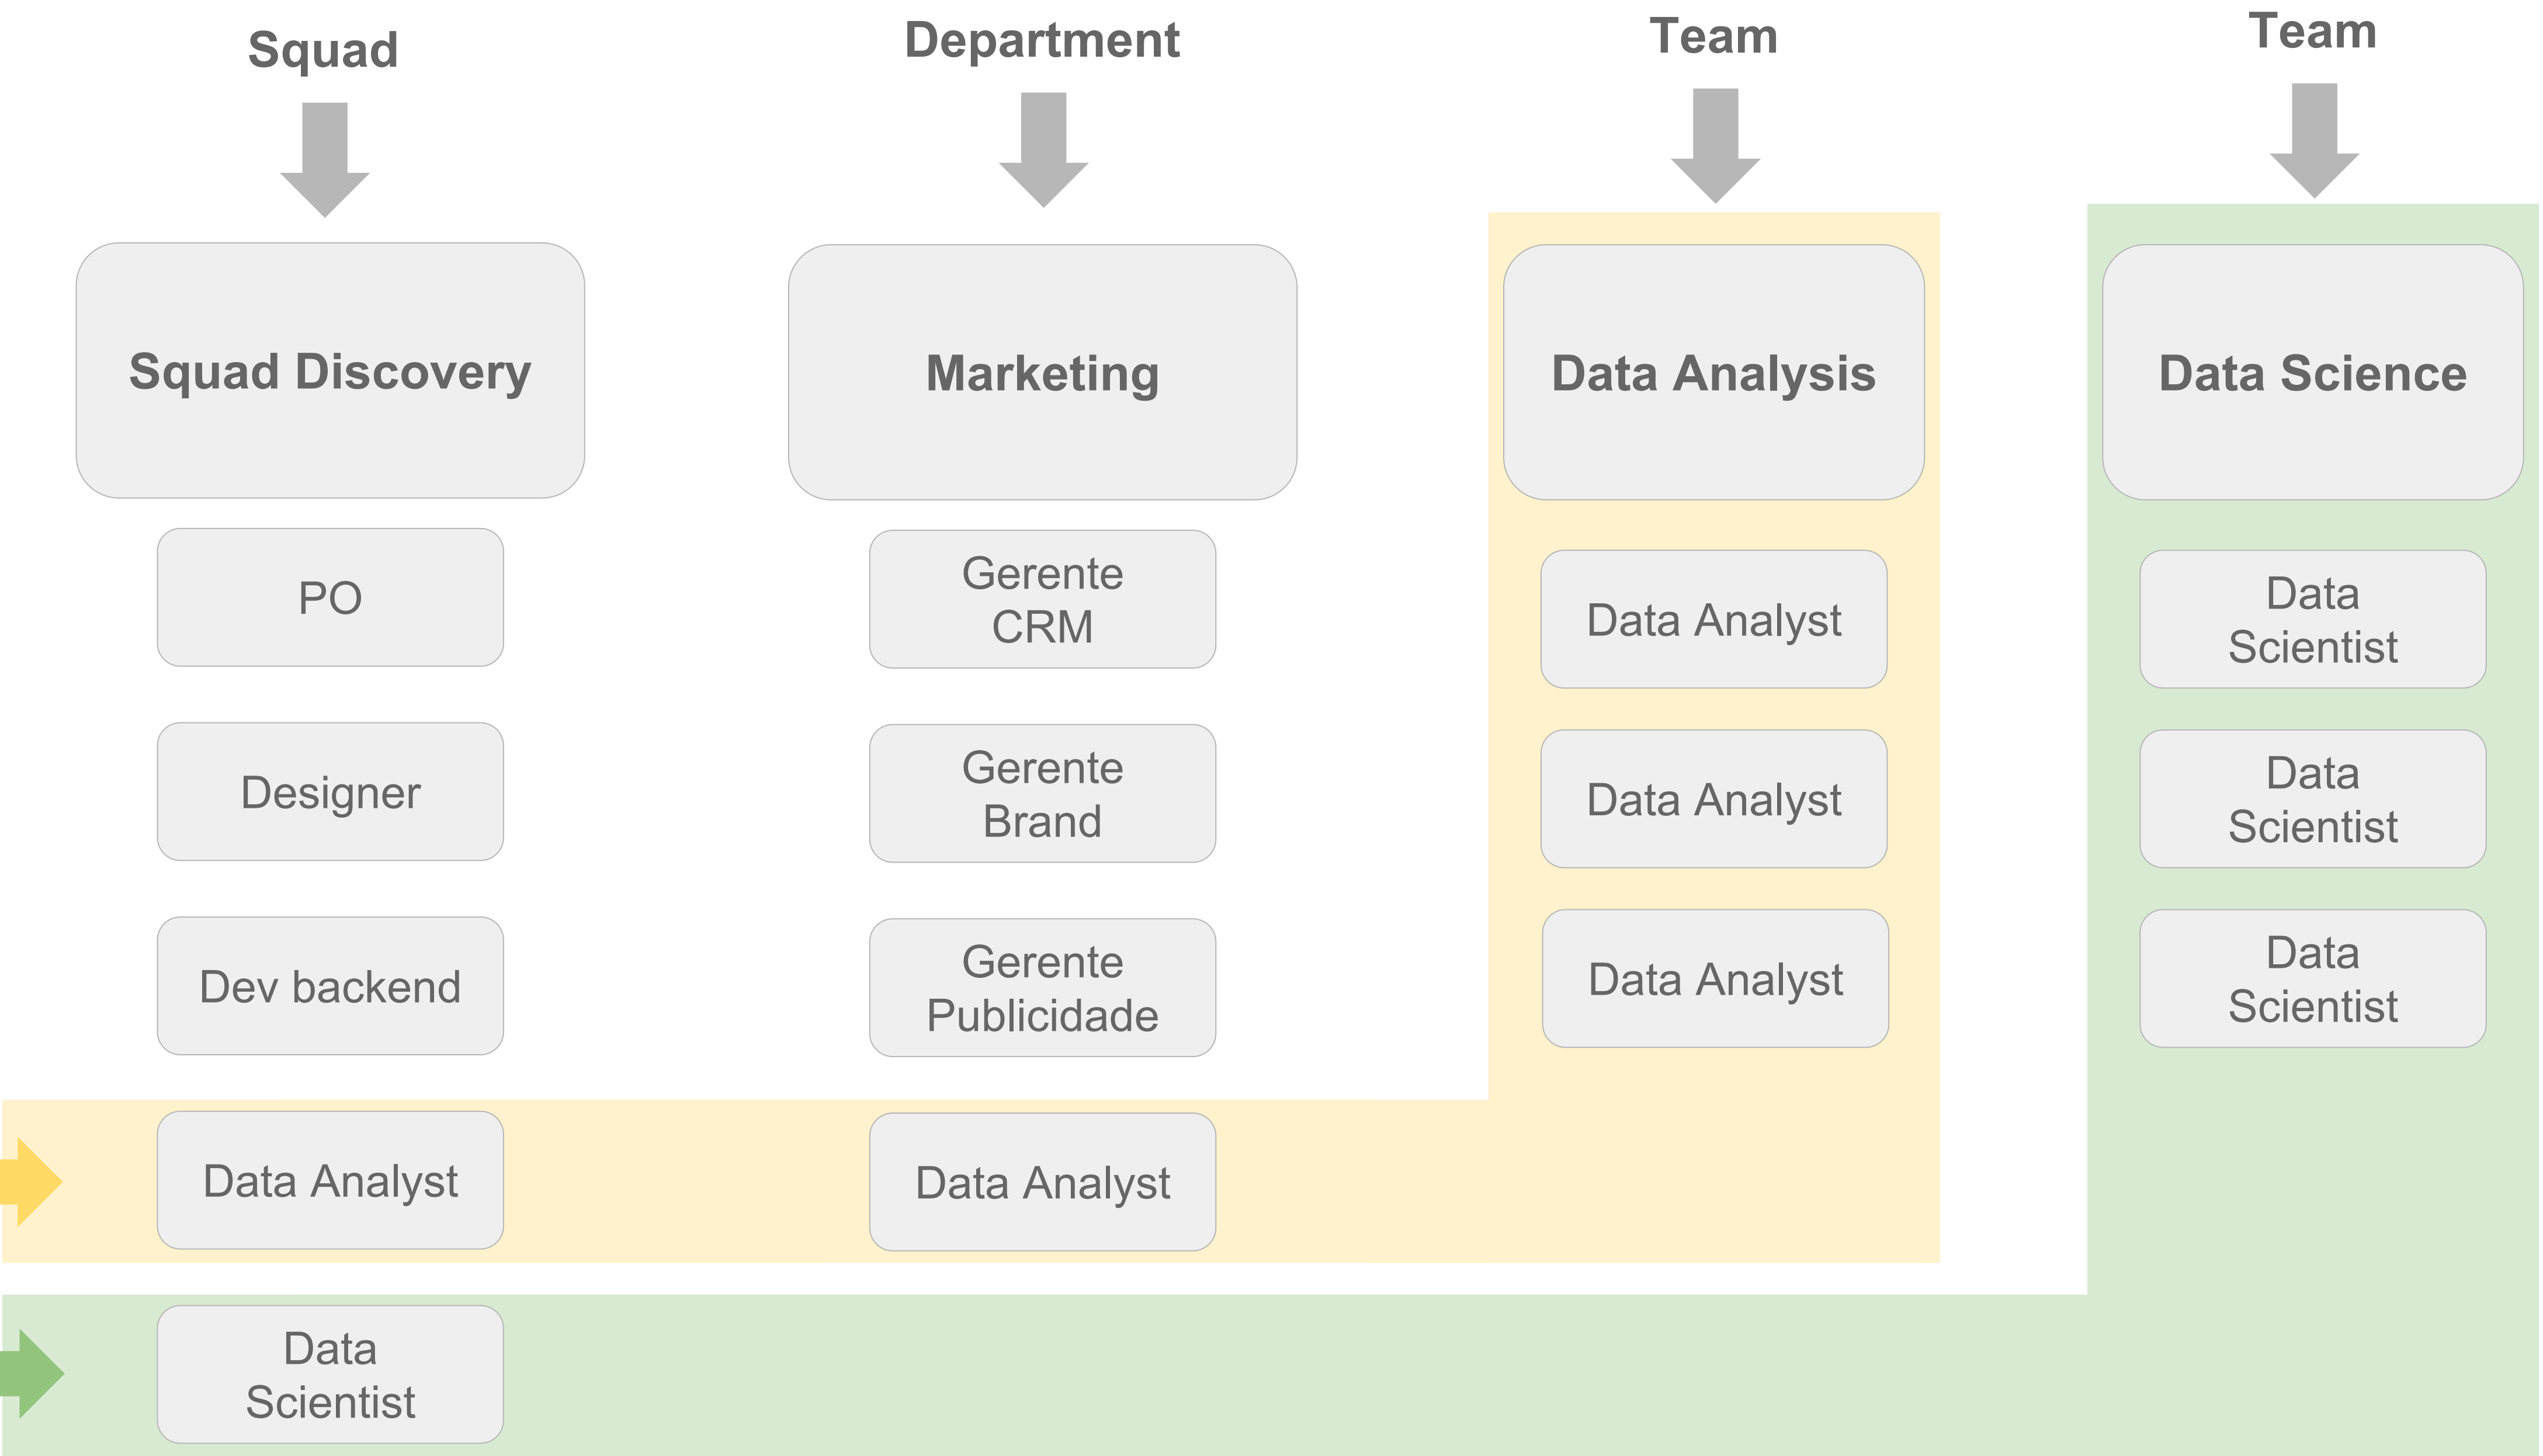 Squad
Department
Team
Team
Squad Discovery
Marketing
Data Analysis
Data Science
PO
Gerente
CRM
Data Analyst
Data
Scientist
Designer
Gerente
Brand
Data Analyst
Data
Scientist
Dev backend
Gerente
Publicidade
Data Analyst
Data
Scientist
Data Analyst
Data Analyst
Data
Scientist